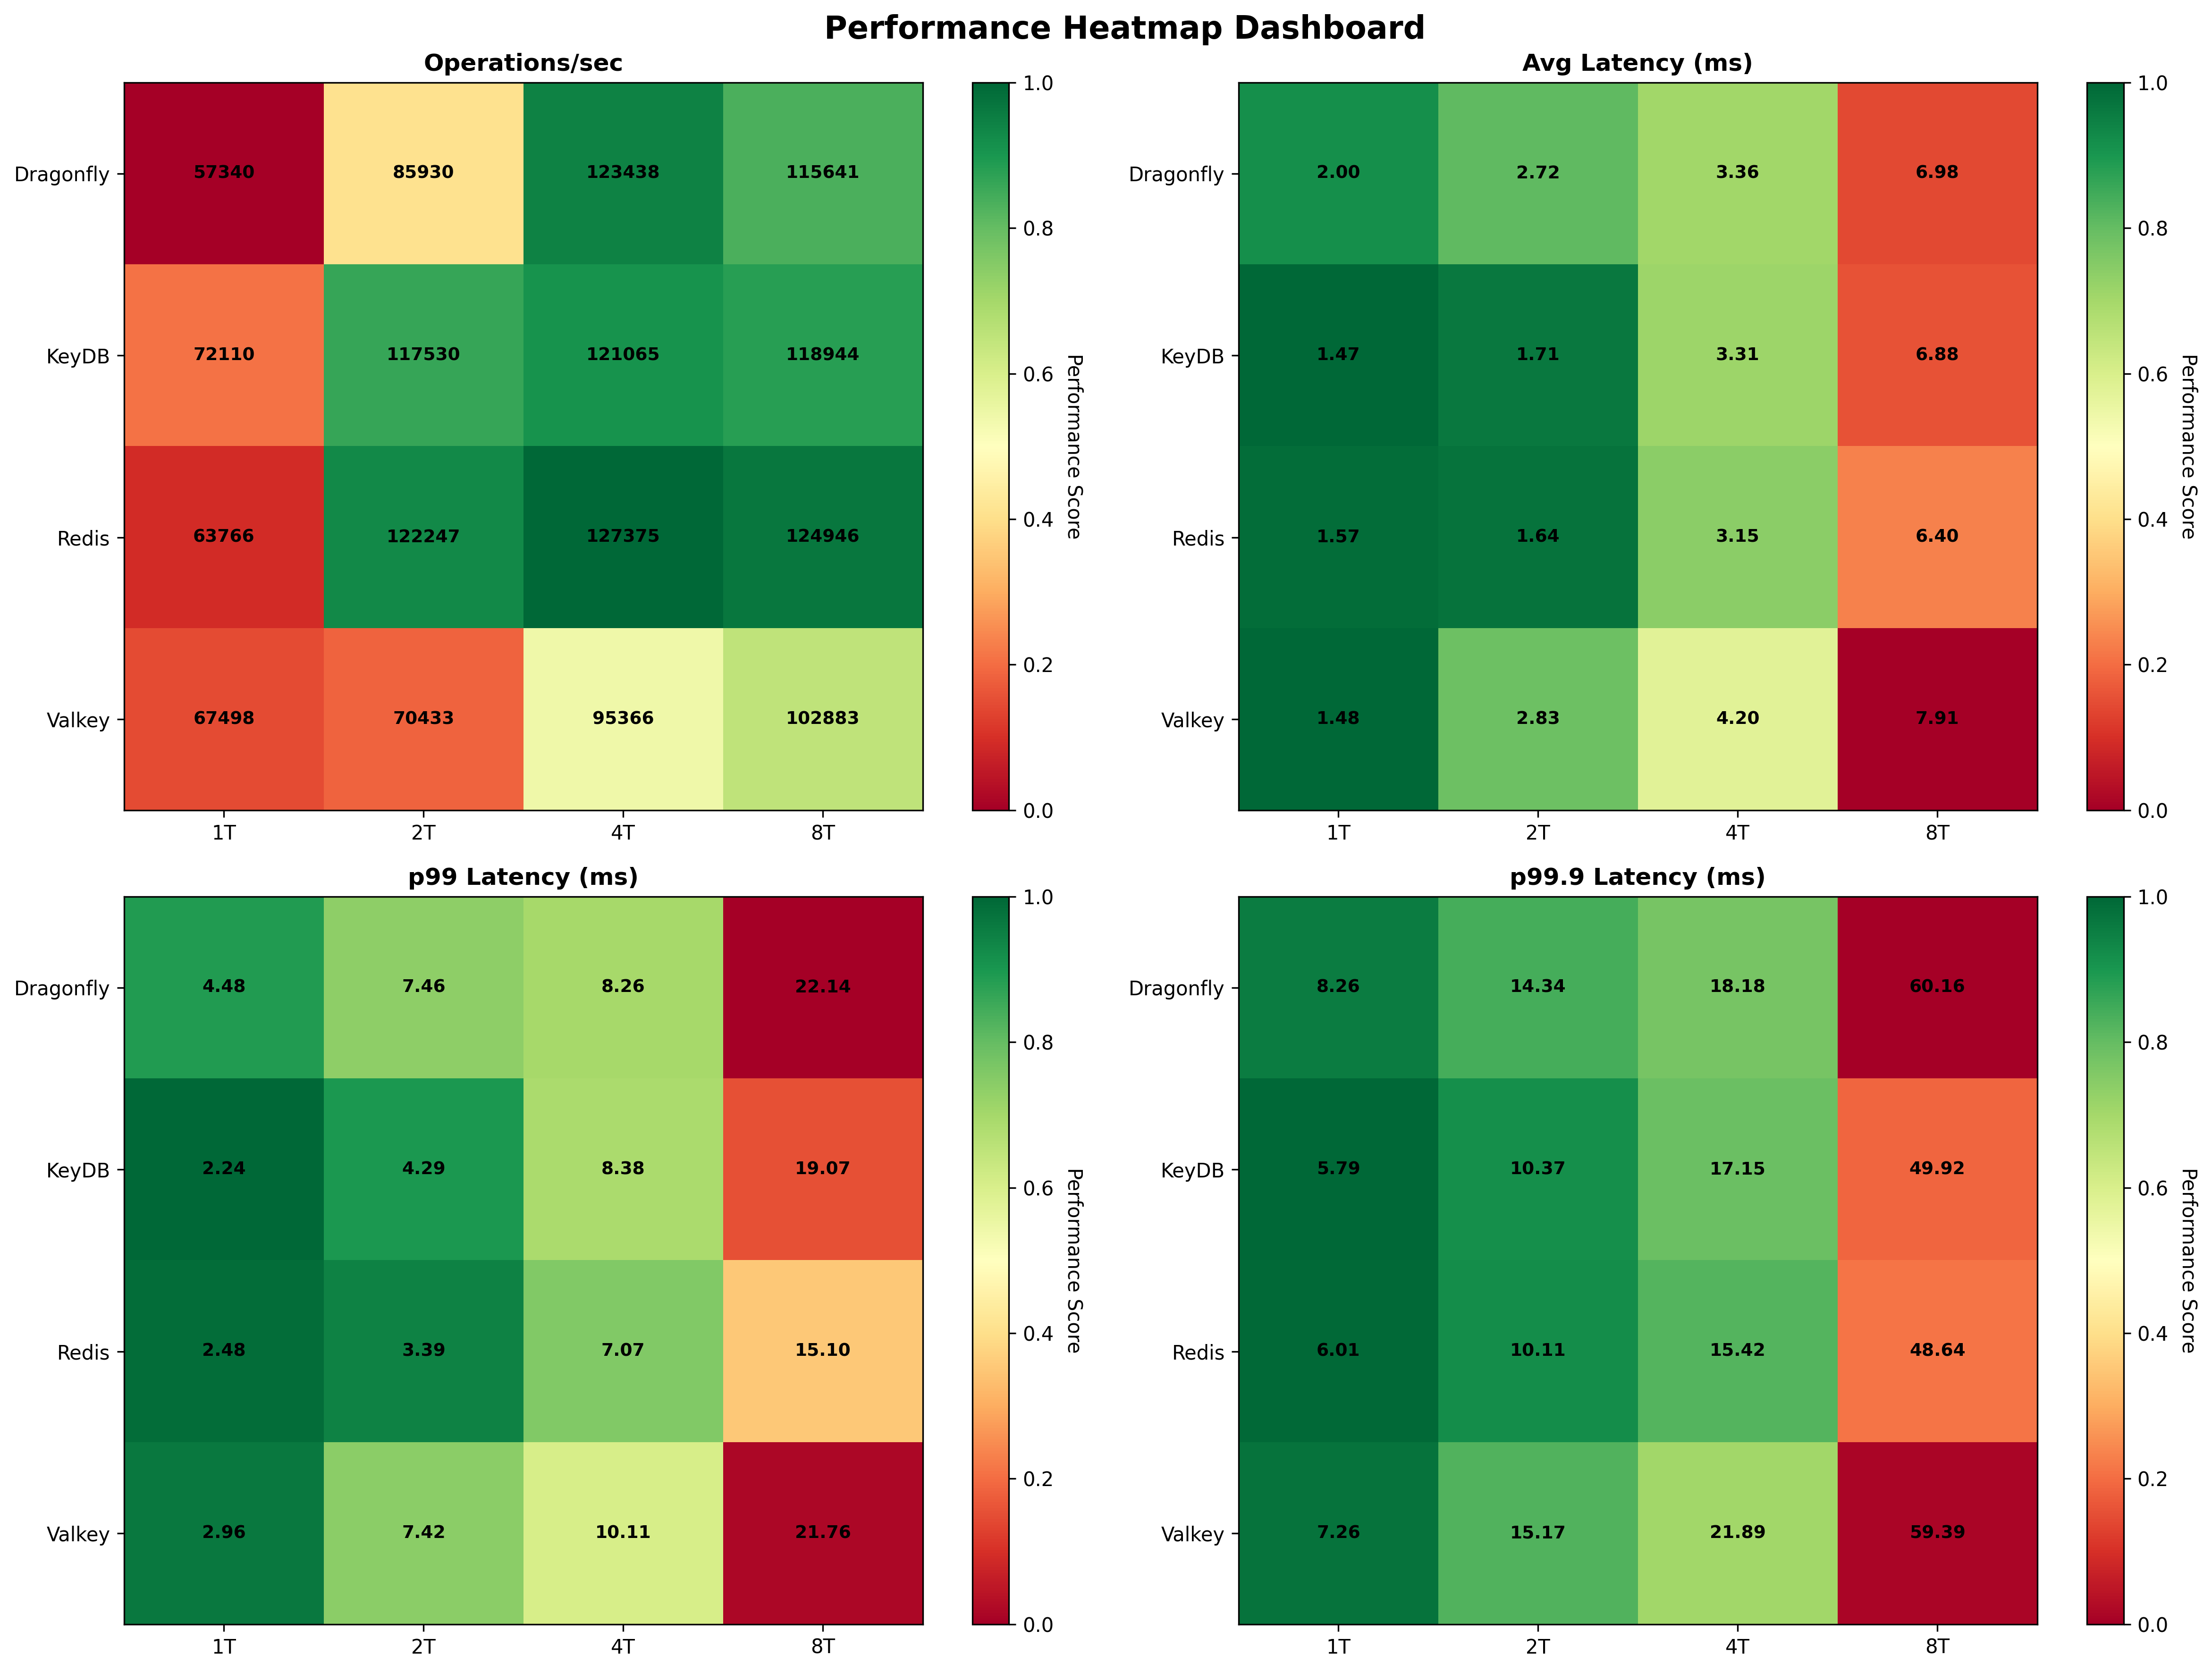 Performance Heatmap Dashboard
Operations/sec
Dragonfly 57340 85930 123438 115641
KeyDB 72110 117530 121065 118944
Redis 63766 122247 127375 124946
Valkey 67498 70433 95366 102883
1T 2T 4T 8T
1.0
0.8
0.6
0.4
0.2
0.0
Performance Score
Avg Latency (ms)
Dragonfly 2.00 2.72 3.36 6.98
KeyDB 1.47 1.71 3.31 6.88
Redis 1.57 1.64 3.15 6.40
Valkey 1.48 2.83 4.20 7.91
1T 2T 4T 8T
1.0
0.8
0.6
0.4
0.2
0.0
Performance Score
p99 Latency (ms)
Dragonfly 4.48 7.46 8.26 22.14
KeyDB 2.24 4.29 8.38 19.07
Redis 2.48 3.39 7.07 15.10
Valkey 2.96 7.42 10.11 21.76
1T 2T 4T 8T
1.0
0.8
0.6
0.4
0.2
0.0
Performance Score
p99.9 Latency (ms)
Dragonfly 8.26 14.34 18.18 60.16
KeyDB 5.79 10.37 17.15 49.92
Redis 6.01 10.11 15.42 48.64
Valkey 7.26 15.17 21.89 59.39
1T 2T 4T 8T
1.0
0.8
0.6
0.4
0.2
0.0
Performance Score